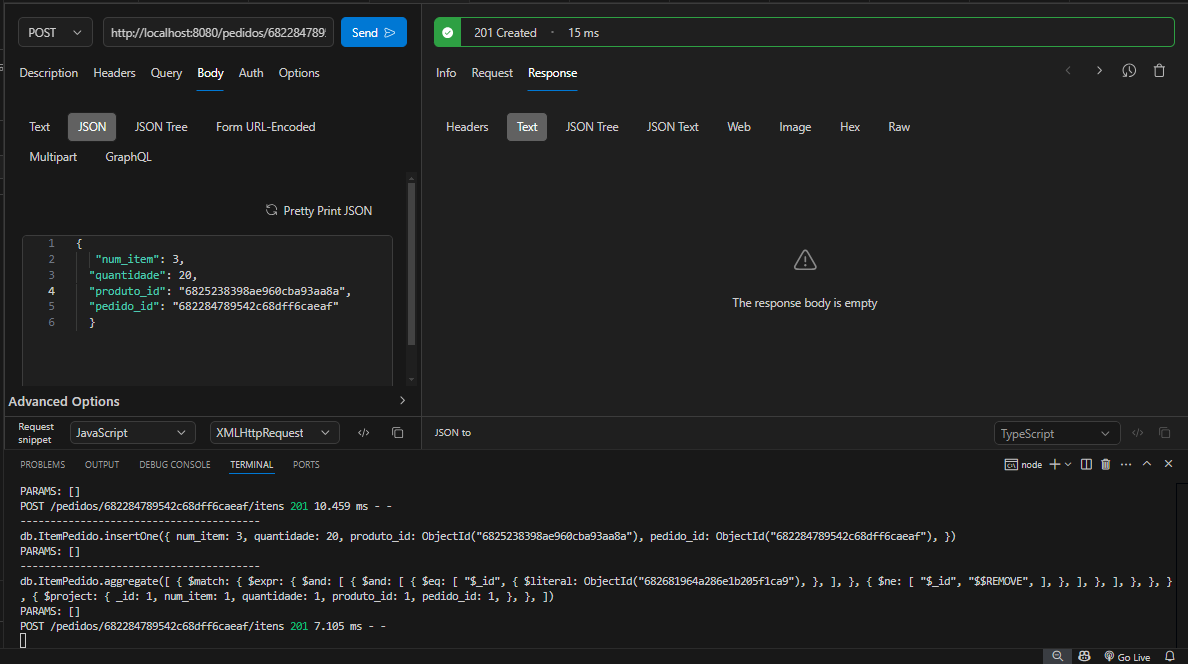 POST
http://localhost:8080/pedidos/682284789
Send
201 Created · 15 ms
Description Headers Query Body Auth Options
Info Request Response
Text JSON JSON Tree Form URL-Encoded
Multipart GraphQL
Headers Text JSON Tree JSON Text Web Image Hex Raw
Pretty Print JSON
1 {
2 "num_item": 3,
3 "quantidade": 20,
4 "produto_id": "6825238398ae960cba93aa8a",
5 "pedido_id": "682284789542c68dff6caeaf"
6 }
The response body is empty
Advanced Options
Request
snippet
JavaScript
XMLHttpRequest
JSON to
TypeScript
PROBLEMS OUTPUT DEBUG CONSOLE TERMINAL PORTS
node
PARAMS: []
POST /pedidos/682284789542c68dff6caeaf/itens 201 10.459 ms - -
----------------------------------------
db.ItemPedido.insertOne({ num_item: 3, quantidade: 20, produto_id: ObjectId("6825238398ae960cba93aa8a"), pedido_id: ObjectId("682284789542c68dff6caeaf"), })
PARAMS: []
----------------------------------------
db.ItemPedido.aggregate([ { $match: { $expr: { $and: [ { $and: [ { $eq: [ "$_id", { $literal: ObjectId("682681964a286e1b205f1ca9"), }, ], }, { $ne: [ "$_id", "$$REMOVE", ], }, ], }, ], }, }, }
, { $project: { _id: 1, num_item: 1, quantidade: 1, produto_id: 1, pedido_id: 1, }, }, ])
PARAMS: []
POST /pedidos/682284789542c68dff6caeaf/itens 201 7.105 ms - -
Go Live